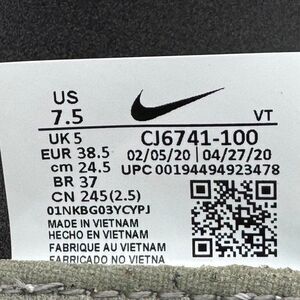 US
7.5
VT
UK 5
CJ6741-100
EUR 38.5
02/05/20 | 04/27/20
cm 24.5
UPC 00194494923478
BR 37
CN 245(2.5)
01NKBG03YCYPJ
MADE IN VIETNAM
HECHO EN VIETNAM
FABRIQUE AU VIETNAM
FABRICADO NO VIETNA